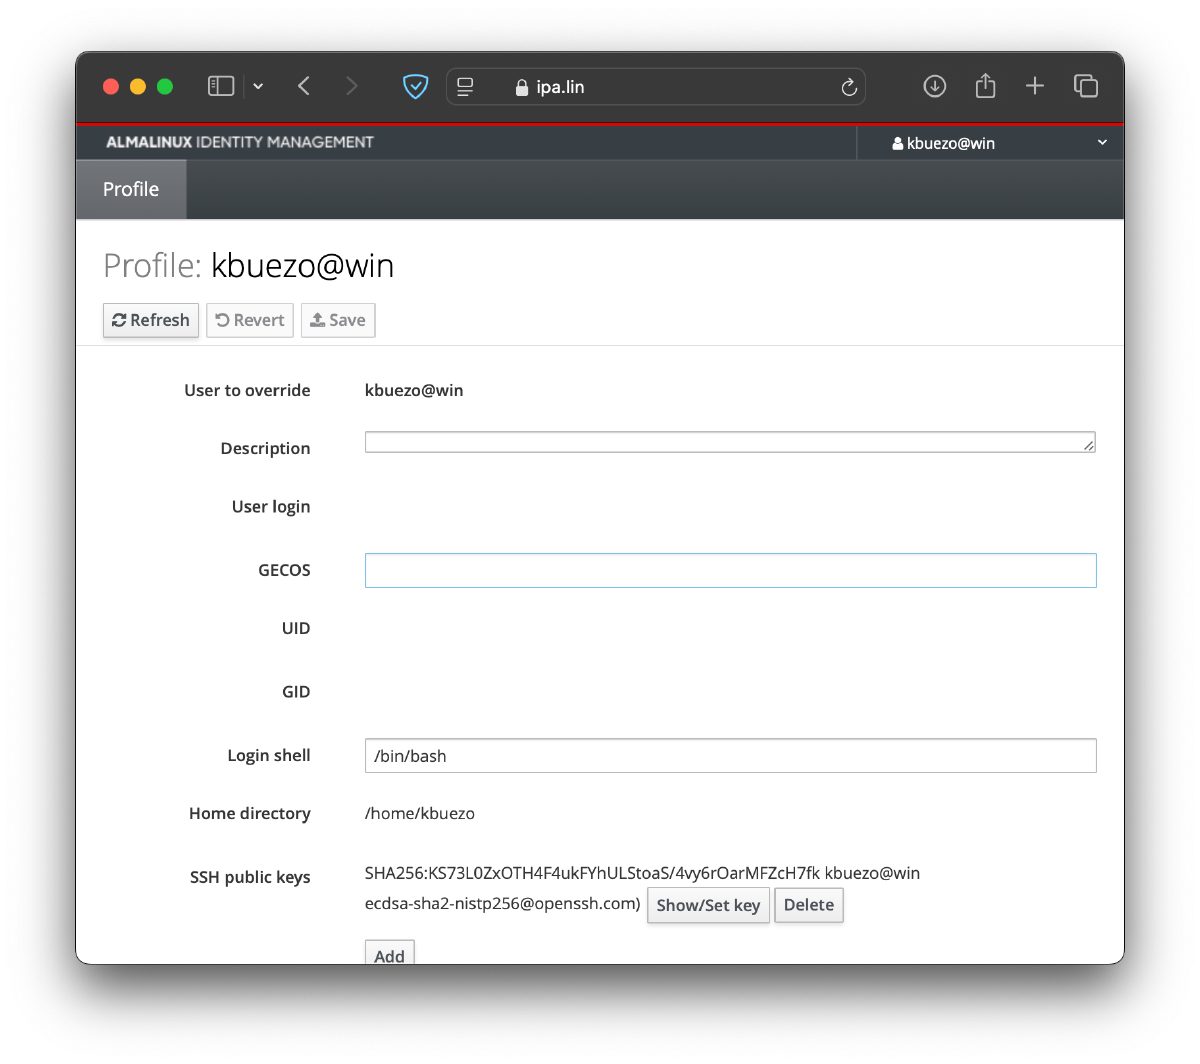 ipa.lin
ALMALINUX IDENTITY MANAGEMENT
kbuezo@win
Profile
Profile: kbuezo@win
Refresh
Revert
Save
User to override kbuezo@win
Description
User login
GECOS
UID
GID
Login shell /bin/bash
Home directory /home/kbuezo
SSH public keys SHA256:KS73L0ZxOTH4F4ukFYhULStoaS/4vy6rOarMFZcH7fk kbuezo@win
ecdsa-sha2-nistp256@openssh.com) Show/Set key Delete
Add